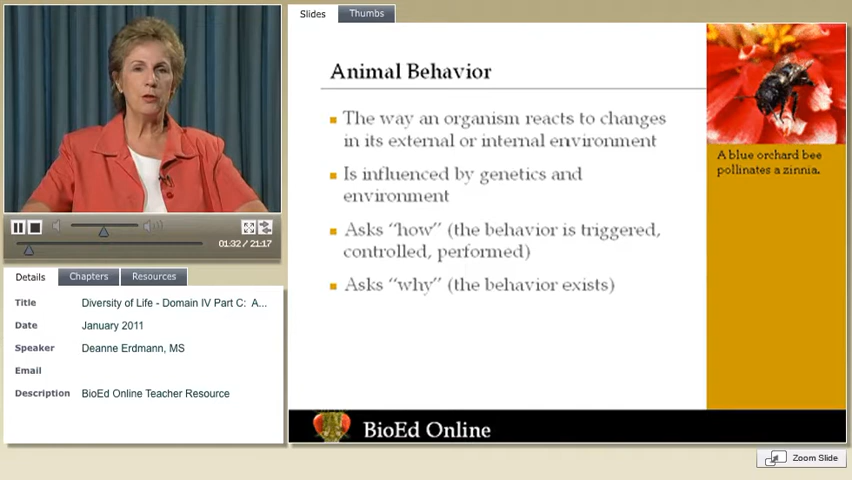 Slides
Thumbs
Animal Behavior
The way an organism reacts to changes
in its external or internal environment
Is influenced by genetics and
environment
Asks “how” (the behavior is triggered,
controlled, performed)
Asks “why” (the behavior exists)
A blue orchard bee
pollinates a zinnia.
01:32 / 21:17
Details
Chapters
Resources
Title
Diversity of Life - Domain IV Part C: A...
Date
January 2011
Speaker
Deanne Erdmann, MS
Email
Description
BioEd Online Teacher Resource
BioEd Online
Zoom Slide